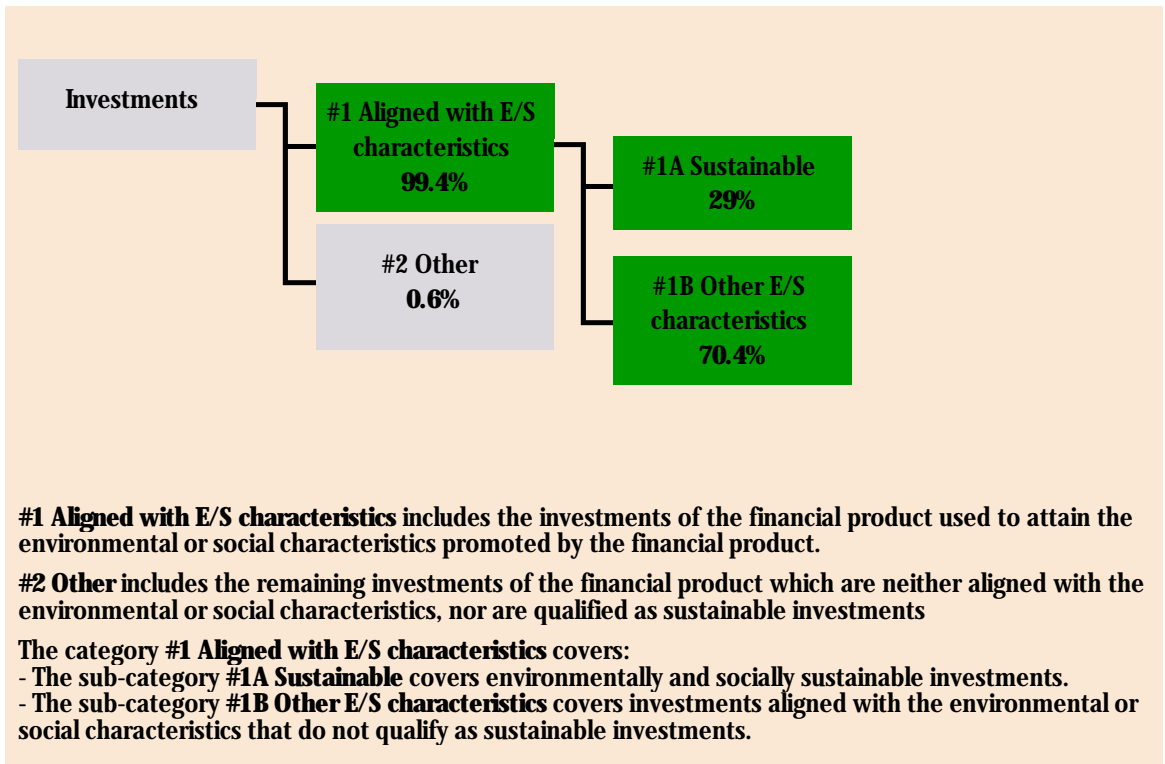 Investments
#1 Aligned with E/S
characteristics
99.4%
#2 Other
0.6%
#1A Sustainable
29%
#1B Other E/S
characteristics
70.4%
#1 Aligned with E/S characteristics includes the investments of the financial product used to attain the
environmental or social characteristics promoted by the financial product.
#2 Other includes the remaining investments of the financial product which are neither aligned with the
environmental or social characteristics, nor are qualified as sustainable investments
The category #1 Aligned with E/S characteristics covers:
- The sub-category #1A Sustainable covers environmentally and socially sustainable investments.
- The sub-category #1B Other E/S characteristics covers investments aligned with the environmental or
social characteristics that do not qualify as sustainable investments.